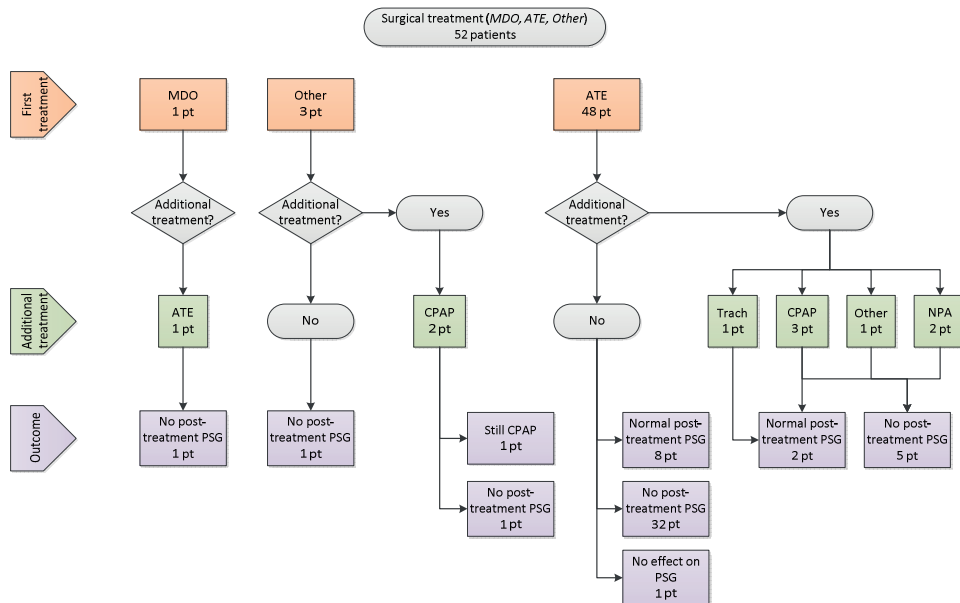 Surgical treatment (MDO, ATE, Other)
52 patients
First
treatment
MDO
1 pt
Other
3 pt
ATE
48 pt
Additional
treatment?
Additional
treatment?
Yes
Additional
treatment?
Yes
Additional
treatment
ATE
1 pt
No
CPAP
2 pt
No
Trach
1 pt
CPAP
3 pt
Other
1 pt
NPA
2 pt
Outcome
No post-
treatment PSG
1 pt
No post-
treatment PSG
1 pt
Still CPAP
1 pt
Normal post-
treatment PSG
8 pt
Normal post-
treatment PSG
2 pt
No post-
treatment PSG
5 pt
No post-
treatment PSG
1 pt
No post-
treatment PSG
32 pt
No effect on
PSG
1 pt